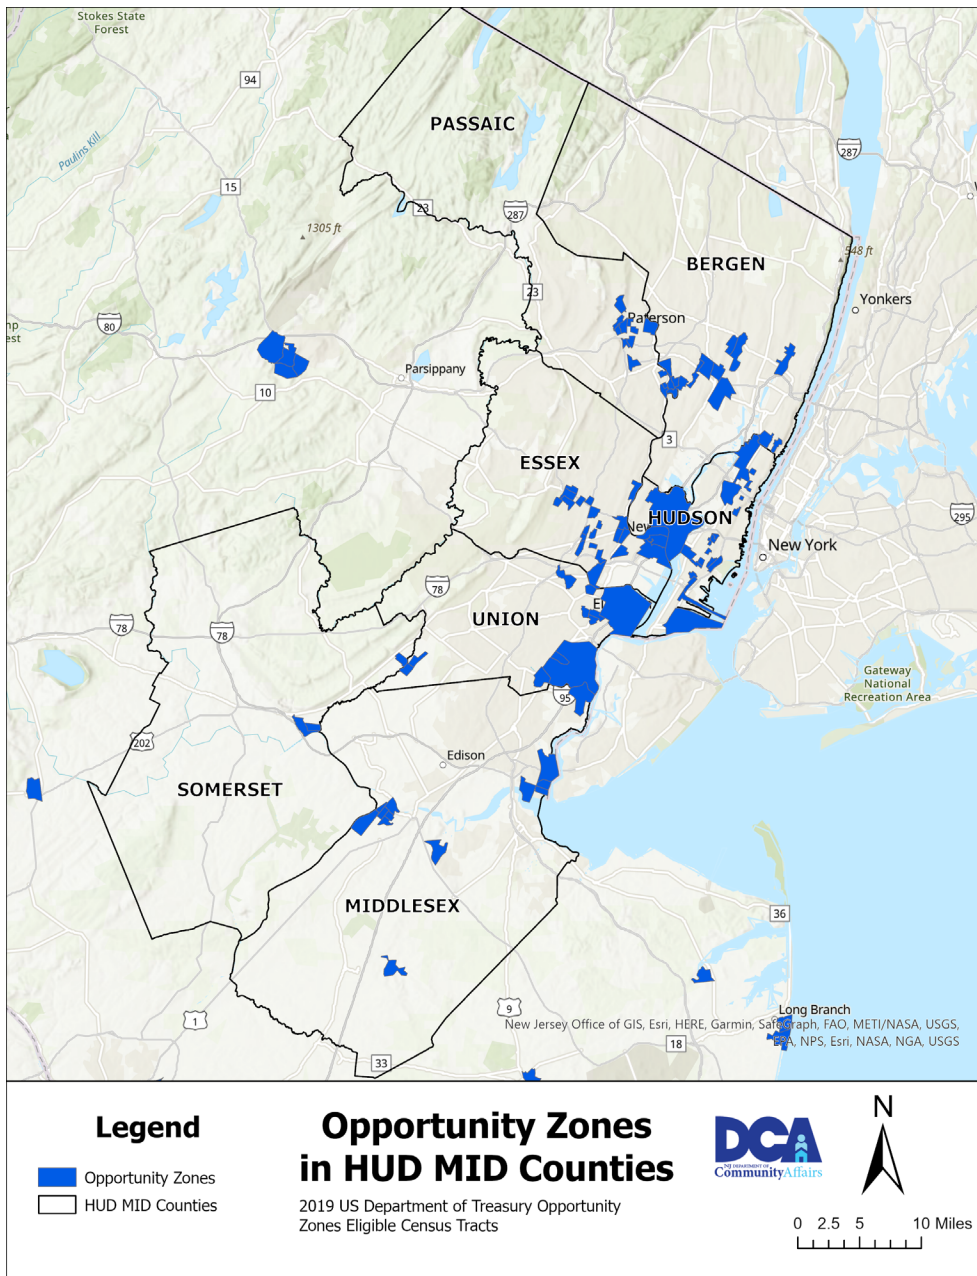 Stokes State
Forest
94
PASSAIC
Paulins Kill
287
15
23
287
1305 ft
BERGEN
548 ft
23
Yonkers
80
Paterson
Parsippany
10
3
ESSEX
HUDSON
295
New York
78
UNION
78
78
Gateway
National
Recreation Area
95
202
Edison
SOMERSET
MIDDLESEX
36
9
Long Branch
1
New Jersey Office of GIS, Esri, HERE, Garmin, SafeGraph, FAO, METI/NASA, USGS,
EPA, NPS, Esri, NASA, NGA, USGS
18
33
Legend
Opportunity Zones
HUD MID Counties
Opportunity Zones
in HUD MID Counties
2019 US Department of Treasury Opportunity
Zones Eligible Census Tracts
DCA
NJ DEPARTMENT OF
CommunityAffairs
N
0 2.5 5 10 Miles